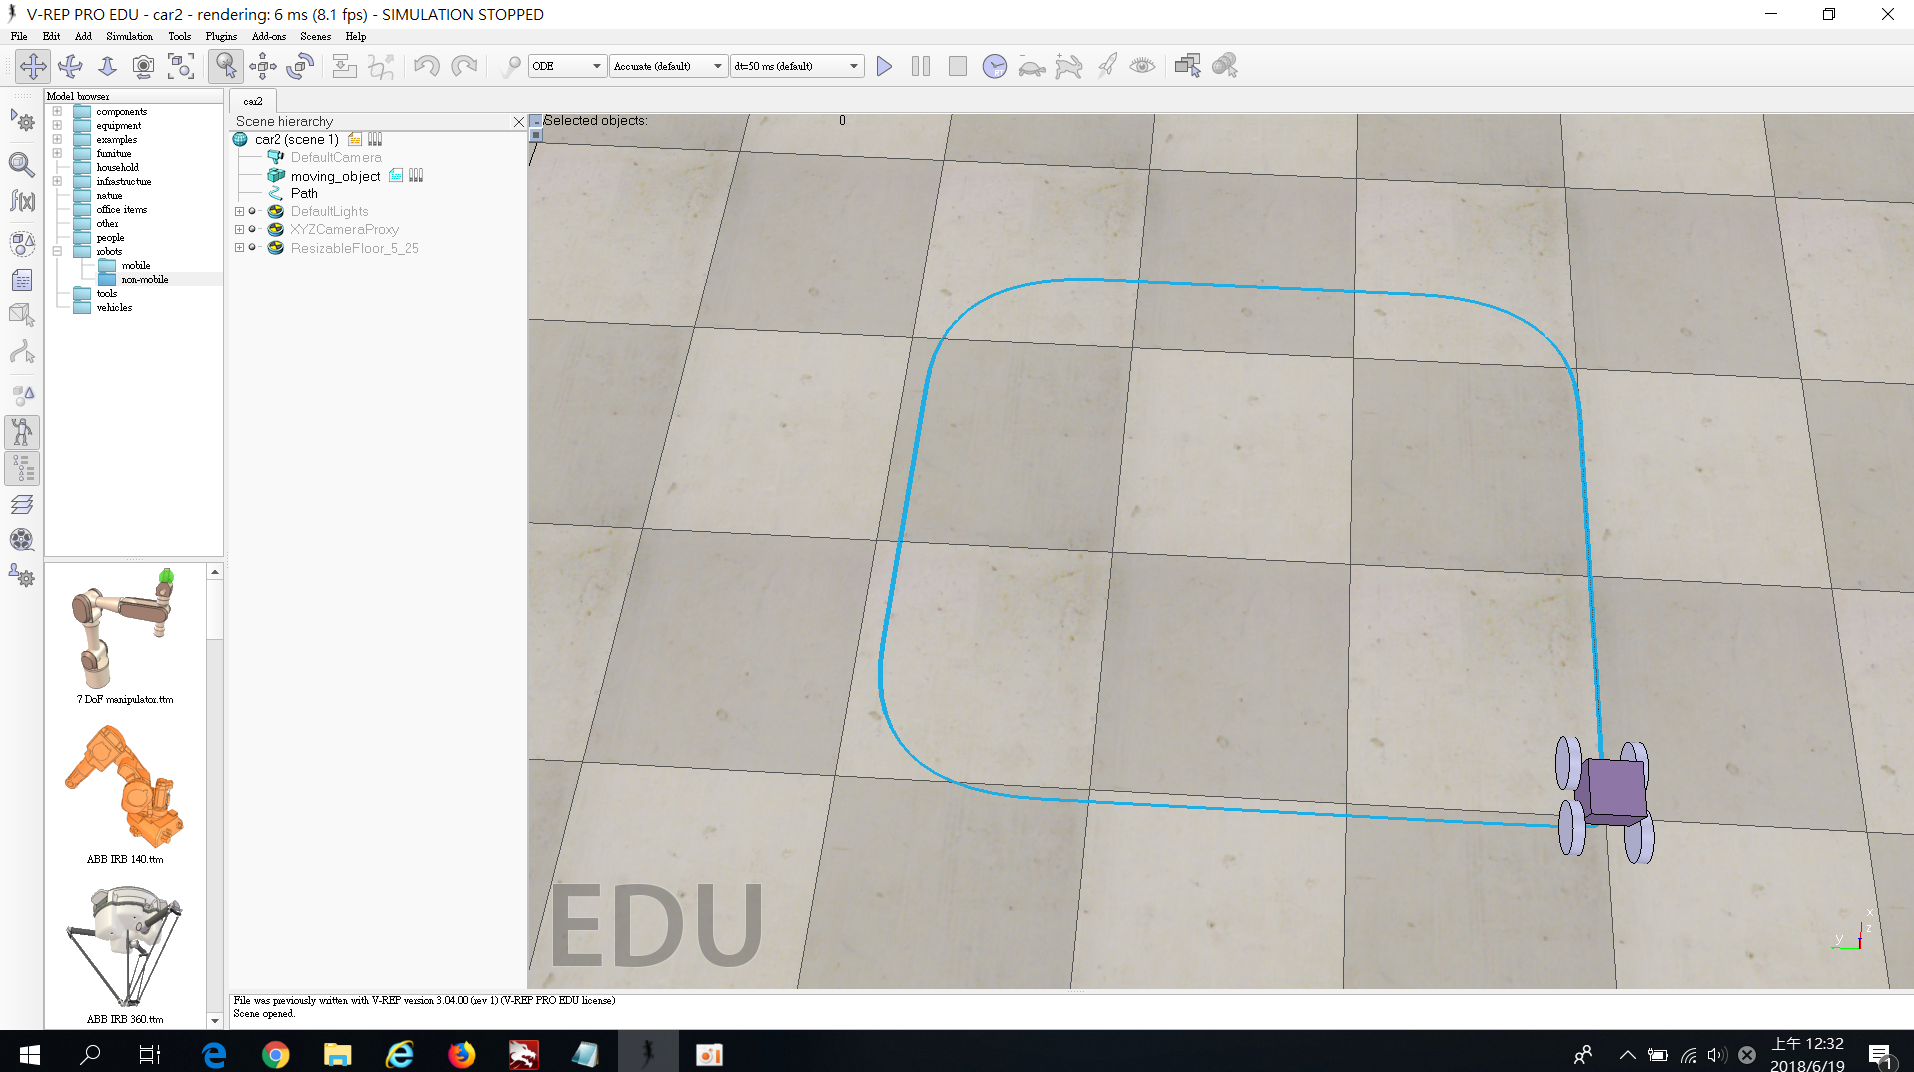 V-REP PRO EDU - car2 - rendering: 6 ms (8.1 fps) - SIMULATION STOPPED
File Edit Add Simulation Tools Plugins Add-ons Scenes Help
ODE Accurate (default) dt=50 ms (default)
Model browser
components
equipment
examples
furniture
household
infrastructure
nature
office items
other
people
robots
mobile
non-mobile
tools
vehicles
7 DoF manipulator.ttm
ABB IRB 140.ttm
ABB IRB 360.ttm
car2
Scene hierarchy
car2 (scene 1)
DefaultCamera
moving_object
Path
DefaultLights
XYZCameraProxy
ResizableFloor_5_25
Selected objects: 0
EDU
x
y
z
File was previously written with V-REP version 3.04.00 (rev 1) (V-REP PRO EDU license)
Scene opened.
上午 12:32
2018/6/19
1